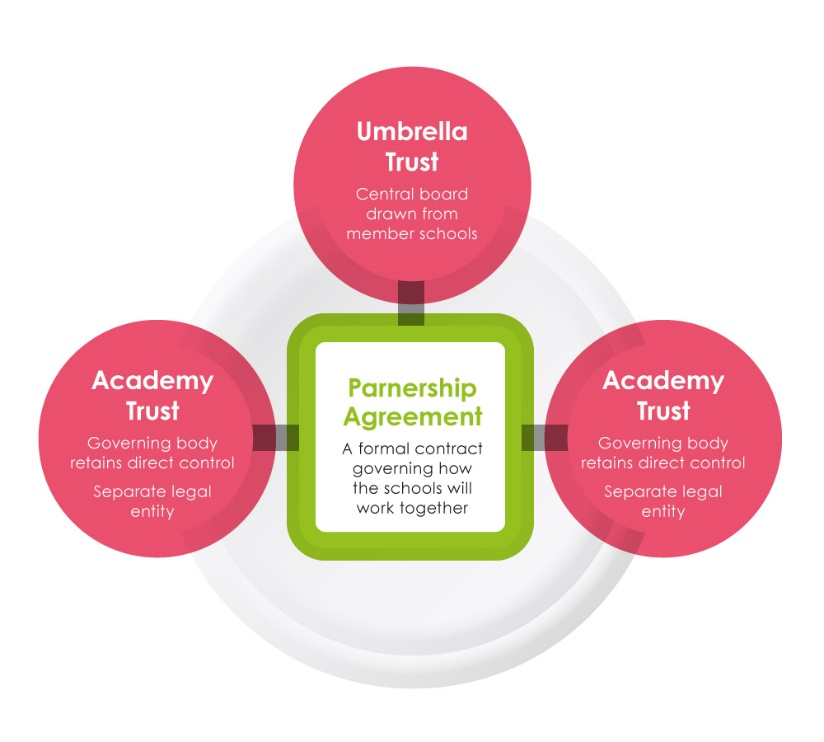 Umbrella
Trust
Central board
drawn from
member schools
Academy
Trust
Governing body
retains direct control
Separate legal
entity
Parnership
Agreement
A formal contract
governing how
the schools will
work together
Academy
Trust
Governing body
retains direct control
Separate legal
entity